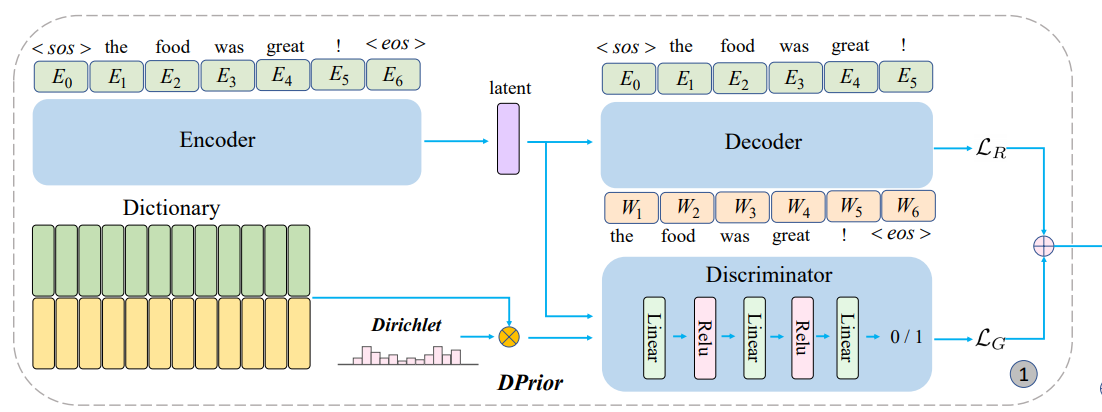 < sos > the food was great ! < eos >
E0 E1 E2 E3 E4 E5 E6
Encoder
latent
< sos > the food was great !
E0 E1 E2 E3 E4 E5
Decoder
W1 W2 W3 W4 W5 W6
the food was great ! < eos >
ℒR
Dictionary
Dirichlet
DPrior
Discriminator
Linear
Relu
Linear
Relu
Linear
0 / 1
ℒG
1